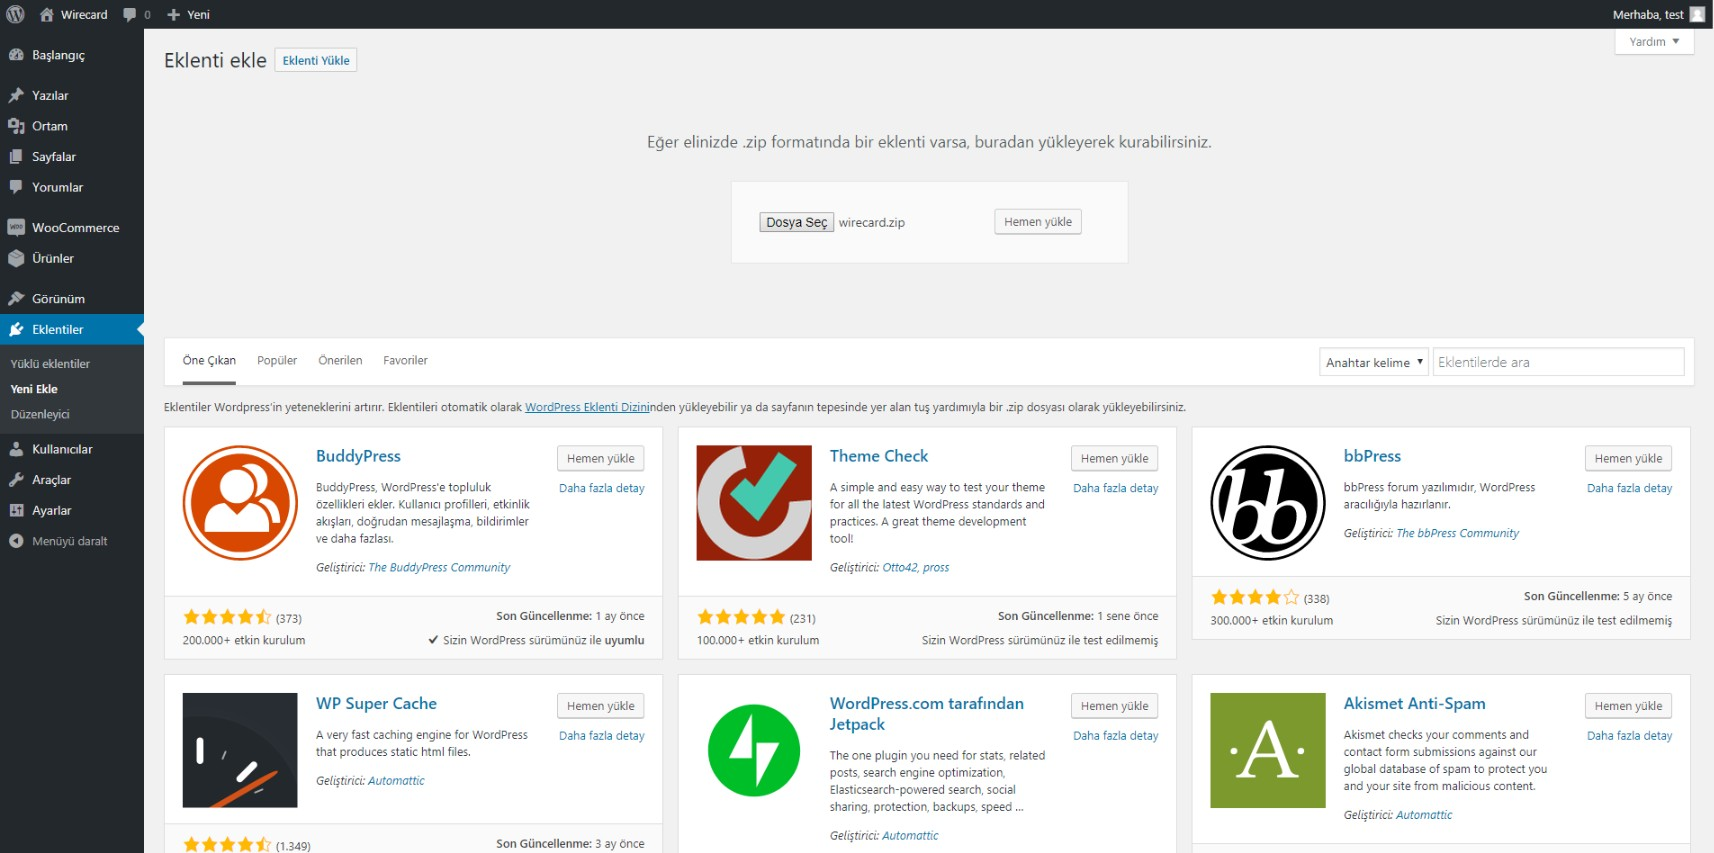 Wirecard
0
Yeni
Merhaba, test
Başlangıç
Yazılar
Ortam
Sayfalar
Yorumlar
WooCommerce
Ürünler
Görünüm
Eklentiler
Yüklü eklentiler
Yeni Ekle
Düzenleyici
Kullanıcılar
Araçlar
Ayarlar
Menüyü daralt
Yardım
Eklenti ekle
Eklenti Yükle
Eğer elinizde .zip formatında bir eklenti varsa, buradan yükleyerek kurabilirsiniz.
Dosya Seç wirecard.zip
Hemen yükle
Öne Çıkan
Popüler
Önerilen
Favoriler
Anahtar kelime
Eklentilerde ara
Eklentiler Wordpress'in yeteneklerini artırır. Eklentileri otomatik olarak WordPress Eklenti Dizininden yükleyebilir ya da sayfanın tepesinde yer alan tuş yardımıyla bir .zip dosyası olarak yükleyebilirsiniz.
BuddyPress
Hemen yükle
Daha fazla detay
BuddyPress, WordPress'e topluluk
özellikleri ekler. Kullanıcı profilleri, etkinlik
akışları, doğrudan mesajlaşma, bildirimler
ve daha fazlası.
Geliştirici: The BuddyPress Community
(373)
200.000+ etkin kurulum
Son Güncellenme: 1 ay önce
Sizin WordPress sürümünüz ile uyumlu
Theme Check
Hemen yükle
Daha fazla detay
A simple and easy way to test your theme
for all the latest WordPress standards and
practices. A great theme development
tool!
Geliştirici: Otto42, pross
(231)
100.000+ etkin kurulum
Son Güncellenme: 1 sene önce
Sizin WordPress sürümünüz ile test edilmemiş
bb
bbPress
Hemen yükle
Daha fazla detay
bbPress forum yazılımıdır, WordPress
aracılığıyla hazırlanır.
Geliştirici: The bbPress Community
(338)
300.000+ etkin kurulum
Son Güncellenme: 5 ay önce
Sizin WordPress sürümünüz ile test edilmemiş
WP Super Cache
Hemen yükle
Daha fazla detay
A very fast caching engine for WordPress
that produces static html files.
Geliştirici: Automattic
(1.349)
Son Güncellenme: 3 ay önce
WordPress.com tarafından
Jetpack
Hemen yükle
Daha fazla detay
The one plugin you need for stats, related
posts, search engine optimization,
Elasticsearch-powered search, social
sharing, protection, backups, speed ...
Geliştirici: Automattic
·A·
Akismet Anti-Spam
Hemen yükle
Daha fazla detay
Akismet checks your comments and
contact form submissions against our
global database of spam to protect you
and your site from malicious content.
Geliştirici: Automattic